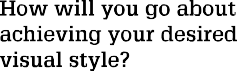 How will you go about
achieving your desired
visual style?